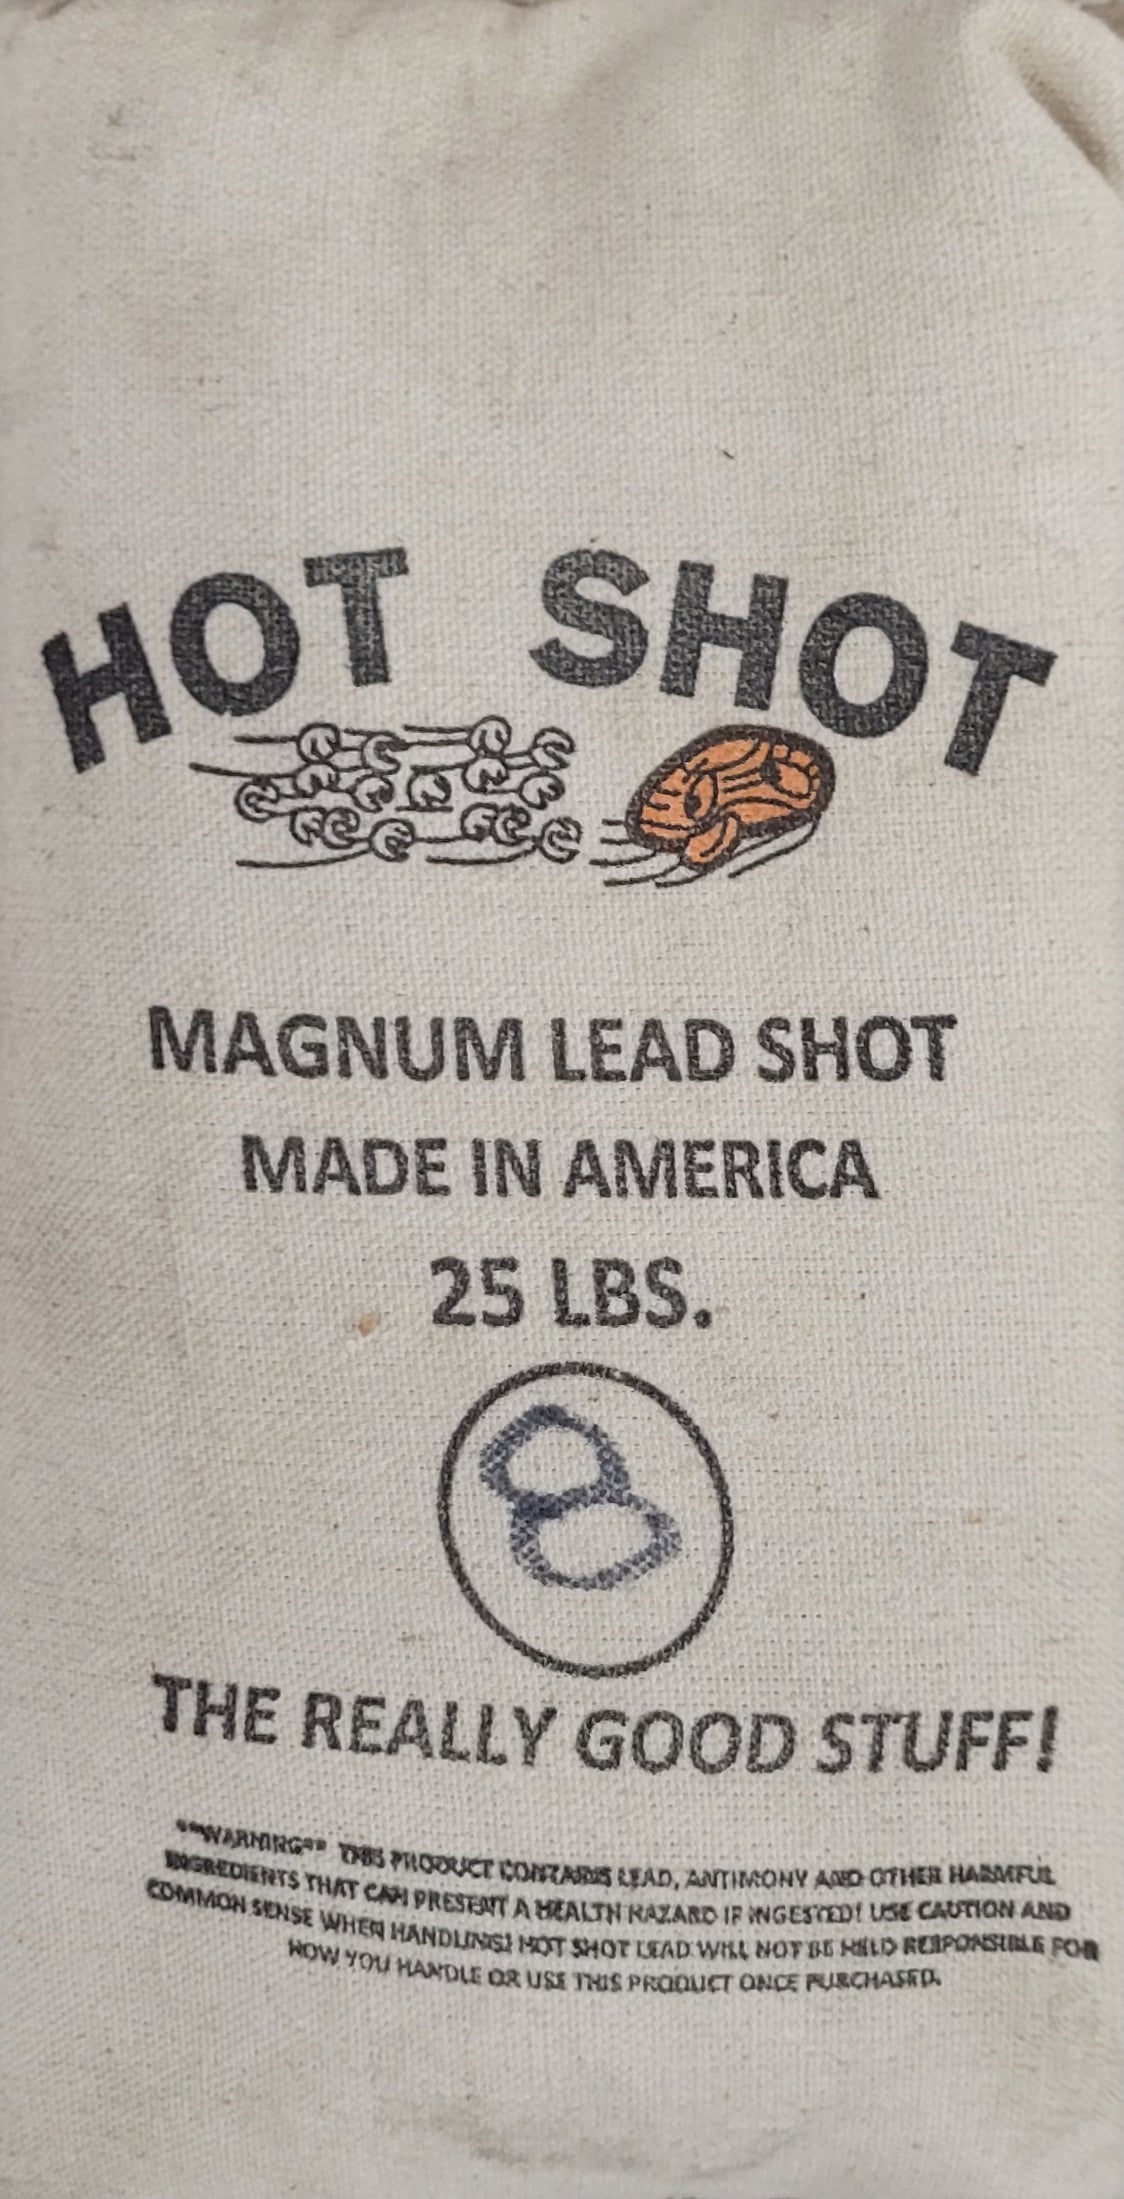 HOT SHOT
MAGNUM LEAD SHOT
MADE IN AMERICA
25 LBS.
8
THE REALLY GOOD STUFF!
**WARNING** THIS PRODUCT CONTAINS LEAD, ANTIMONY AND OTHER HARMFUL
INGREDIENTS THAT CAN PRESENT A HEALTH HAZARD IF INGESTED! USE CAUTION AND
COMMON SENSE WHEN HANDLING! HOT SHOT LEAD WILL NOT BE HELD RESPONSIBLE FOR
HOW YOU HANDLE OR USE THIS PRODUCT ONCE PURCHASED.